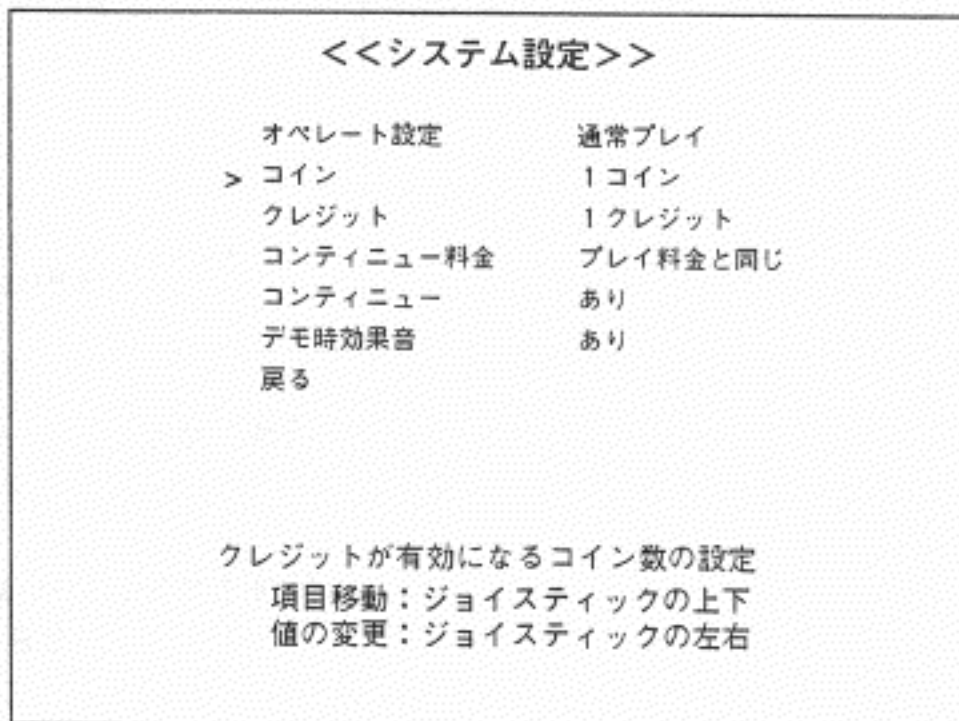 <<システム設定>>
オペレート設定 通常プレイ
> コイン 1コイン
クレジット 1クレジット
コンティニュー料金 プレイ料金と同じ
コンティニュー あり
デモ時効果音 あり
戻る
クレジットが有効になるコイン数の設定
項目移動：ジョイスティックの上下
値の変更：ジョイスティックの左右